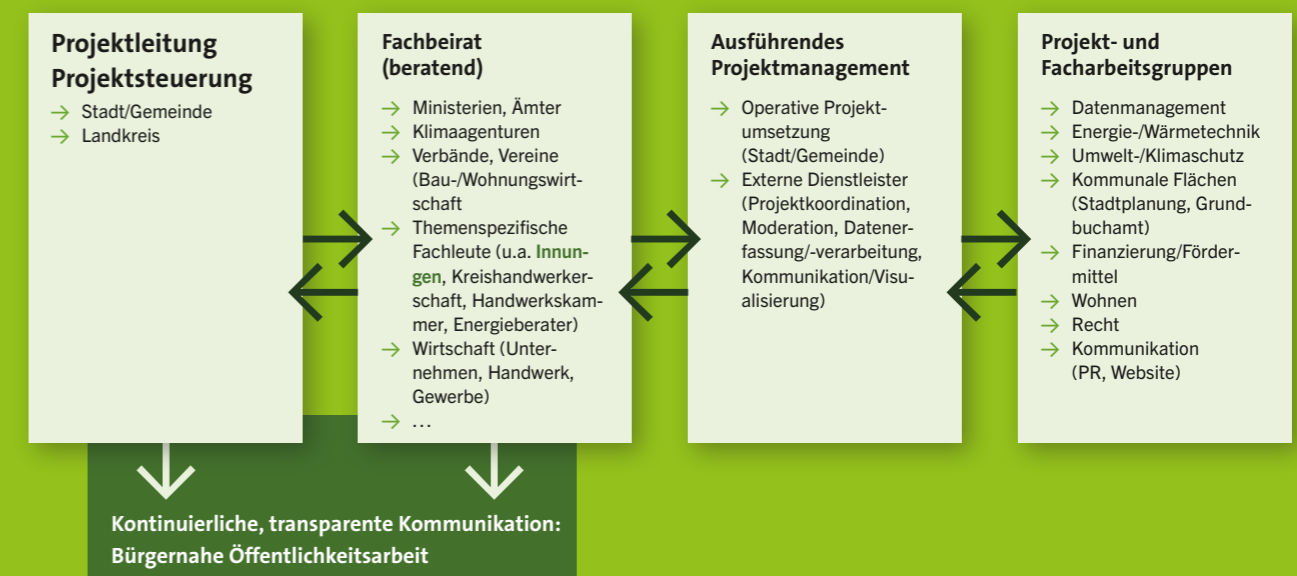 Projektleitung
Projektsteuerung
→ Stadt/Gemeinde
→ Landkreis
Fachbeirat
(beratend)
→ Ministerien, Ämter
→ Klimaagenturen
→ Verbände, Vereine
(Bau-/Wohnungswirt-
schaft
→ Themenspezifische
Fachleute (u.a. Innun-
gen, Kreishandwerker-
schaft, Handwerkskam-
mer, Energieberater)
→ Wirtschaft (Unter-
nehmen, Handwerk,
Gewerbe)
→ ...
Ausführendes
Projektmanagement
→ Operative Projekt-
umsetzung
(Stadt/Gemeinde)
→ Externe Dienstleister
(Projektkoordination,
Moderation, Datener-
fassung/-verarbeitung,
Kommunikation/Visu-
alisierung)
Projekt- und
Facharbeitsgruppen
→ Datenmanagement
→ Energie-/Wärmetechnik
→ Umwelt-/Klimaschutz
→ Kommunale Flächen
(Stadtplanung, Grund-
buchamt)
→ Finanzierung/Förder-
mittel
→ Wohnen
→ Recht
→ Kommunikation
(PR, Website)
Kontinuierliche, transparente Kommunikation:
Bürgernahe Öffentlichkeitsarbeit